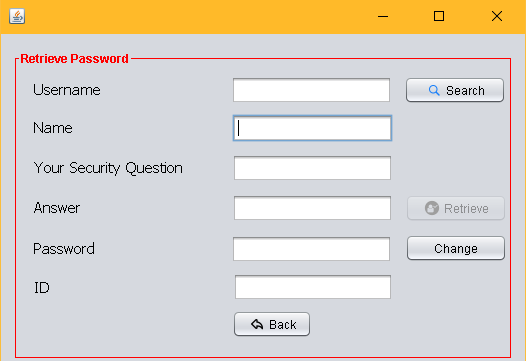 Retrieve Password
Username
Search
Name
Your Security Question
Answer
Retrieve
Password
Change
ID
Back